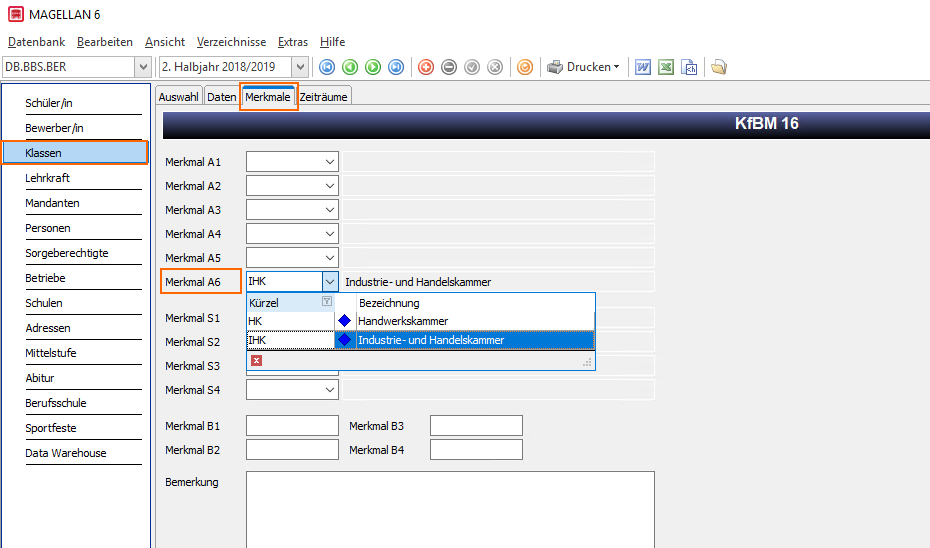 MAGELLAN 6
Datenbank Bearbeiten Ansicht Verzeichnisse Extras Hilfe
DB.BBS.BER 2. Halbjahr 2018/2019 Drucken
Schüler/in
Bewerber/in
Klassen
Lehrkraft
Mandanten
Personen
Sorgeberechtigte
Betriebe
Schulen
Adressen
Mittelstufe
Abitur
Berufsschule
Sportfeste
Data Warehouse
Auswahl Daten Merkmale Zeiträume
KfBM 16
Merkmal A1
Merkmal A2
Merkmal A3
Merkmal A4
Merkmal A5
Merkmal A6 IHK Industrie- und Handelskammer
Kürzel Bezeichnung
HK Handwerkskammer
IHK Industrie- und Handelskammer
Merkmal S1
Merkmal S2
Merkmal S3
Merkmal S4
Merkmal B1 Merkmal B3
Merkmal B2 Merkmal B4
Bemerkung